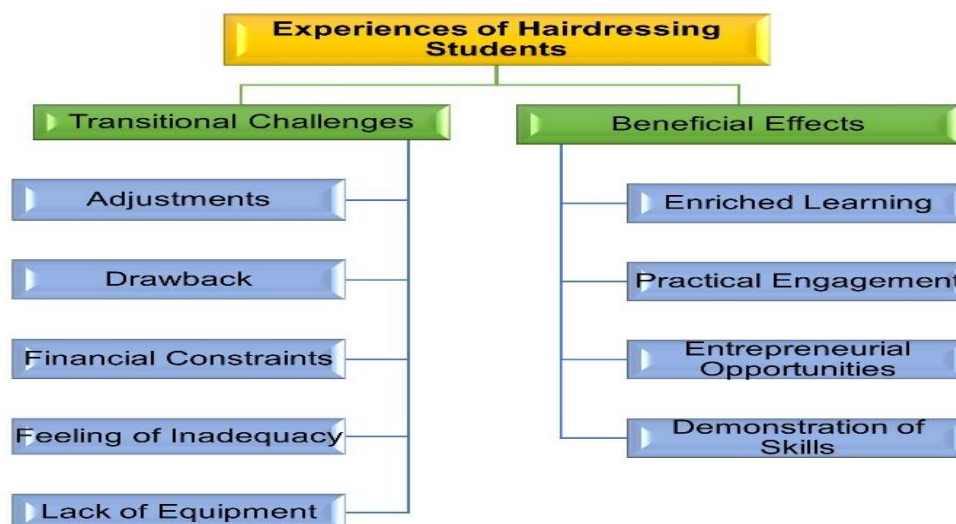 Experiences of Hairdressing
Students
Transitional Challenges
Adjustments
Drawback
Financial Constraints
Feeling of Inadequacy
Lack of Equipment
Beneficial Effects
Enriched Learning
Practical Engagement
Entrepreneurial
Opportunities
Demonstration of
Skills